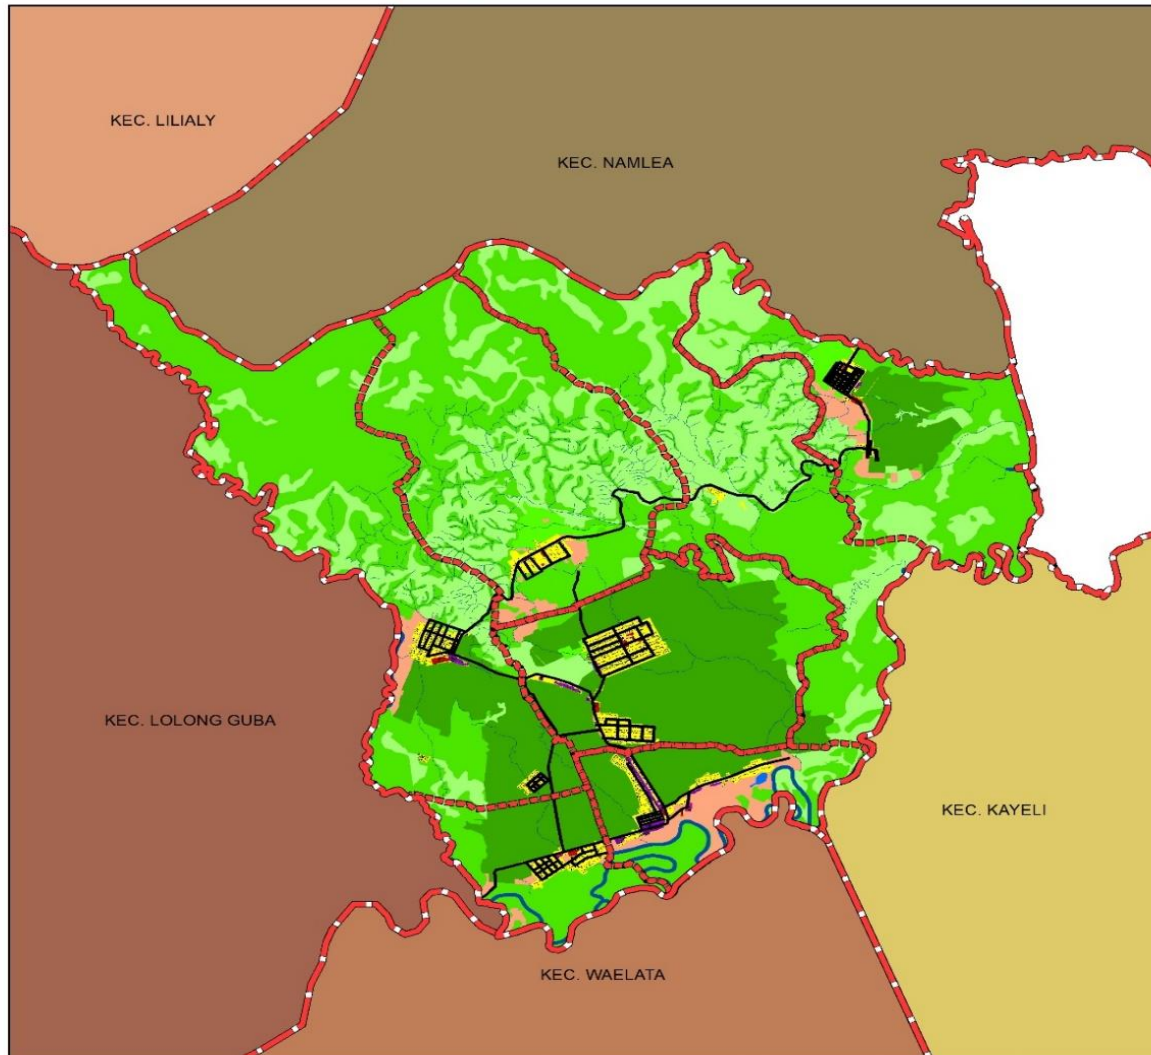 KEC. LILIALY
KEC. NAMLEA
KEC. LOLONG GUBA
KEC. KAYELI
KEC. WAELATA